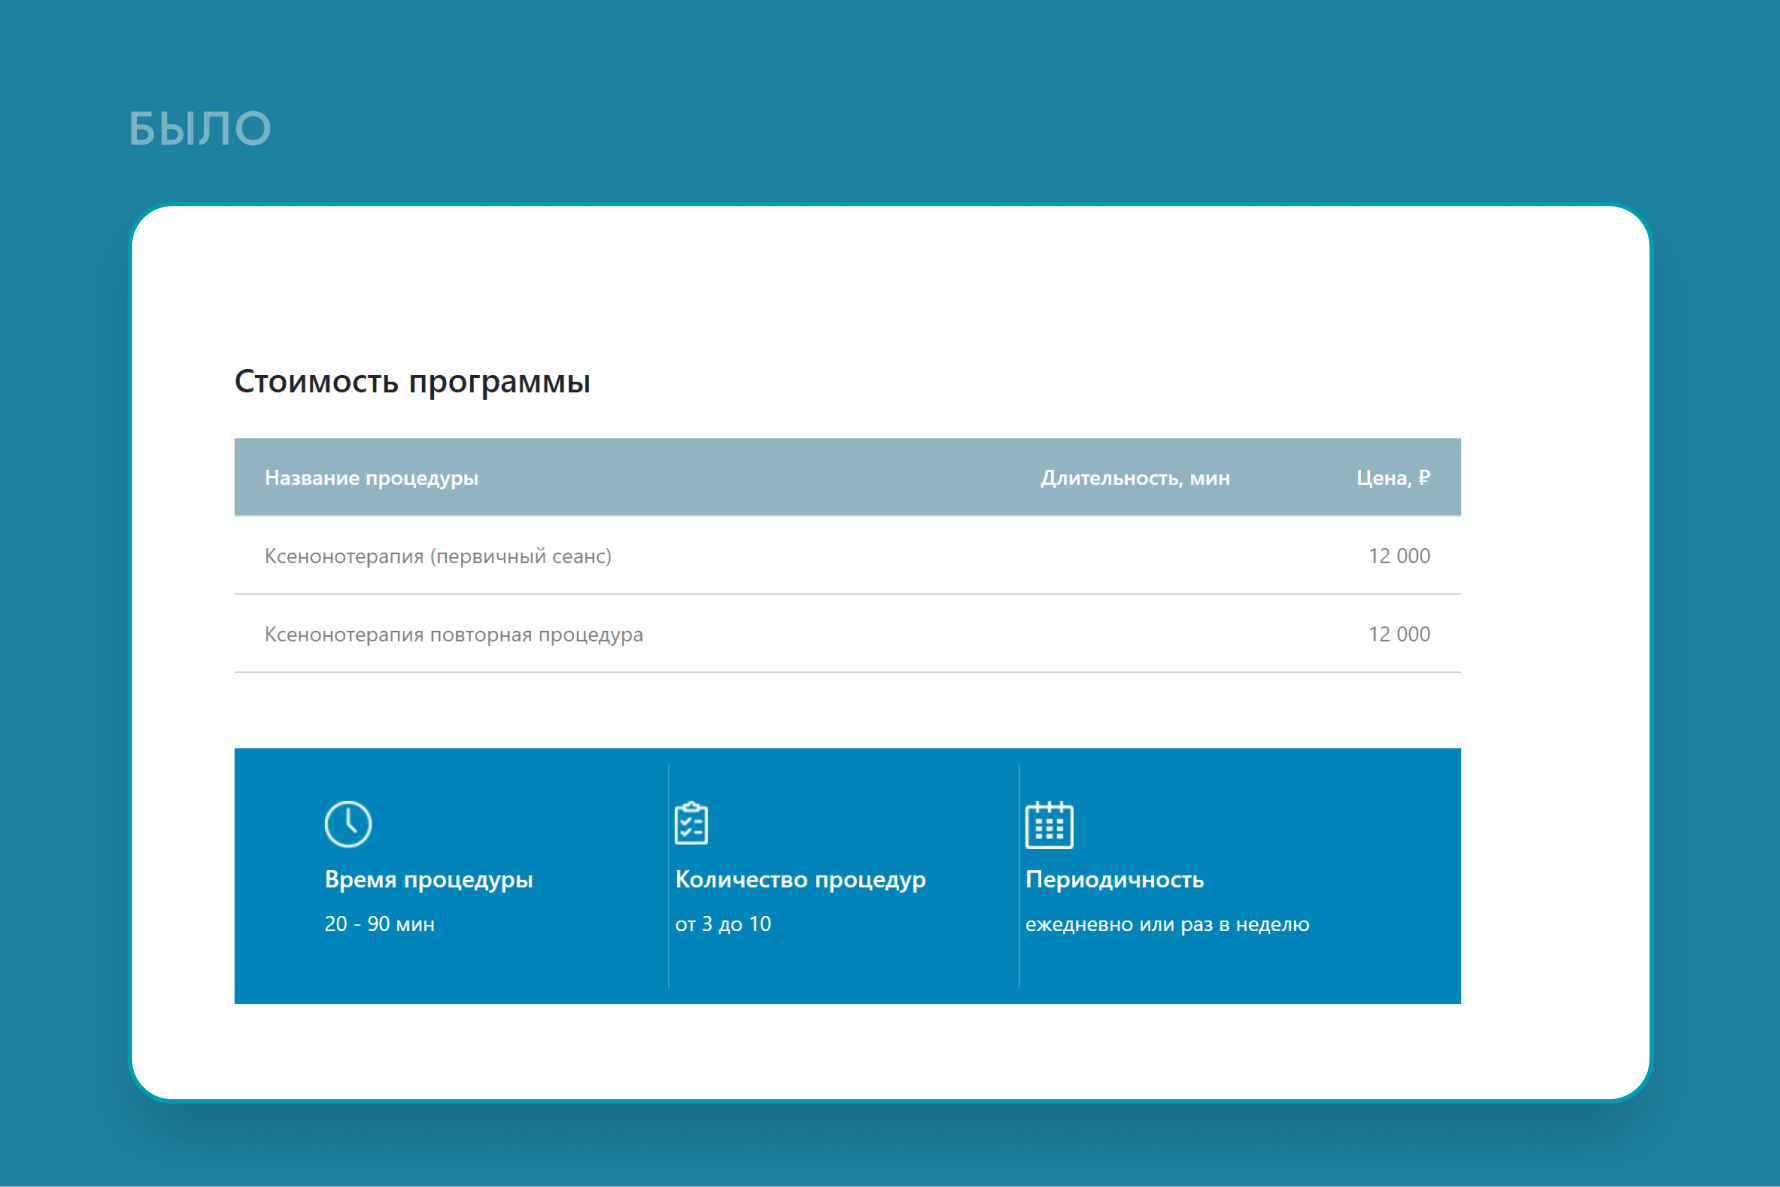 БЫЛО
Стоимость программы
Название процедуры Длительность, мин Цена, ₽
Ксенонотерапия (первичный сеанс) 12 000
Ксенонотерапия повторная процедура 12 000
Время процедуры Количество процедур Периодичность
20 - 90 мин от 3 до 10 ежедневно или раз в неделю